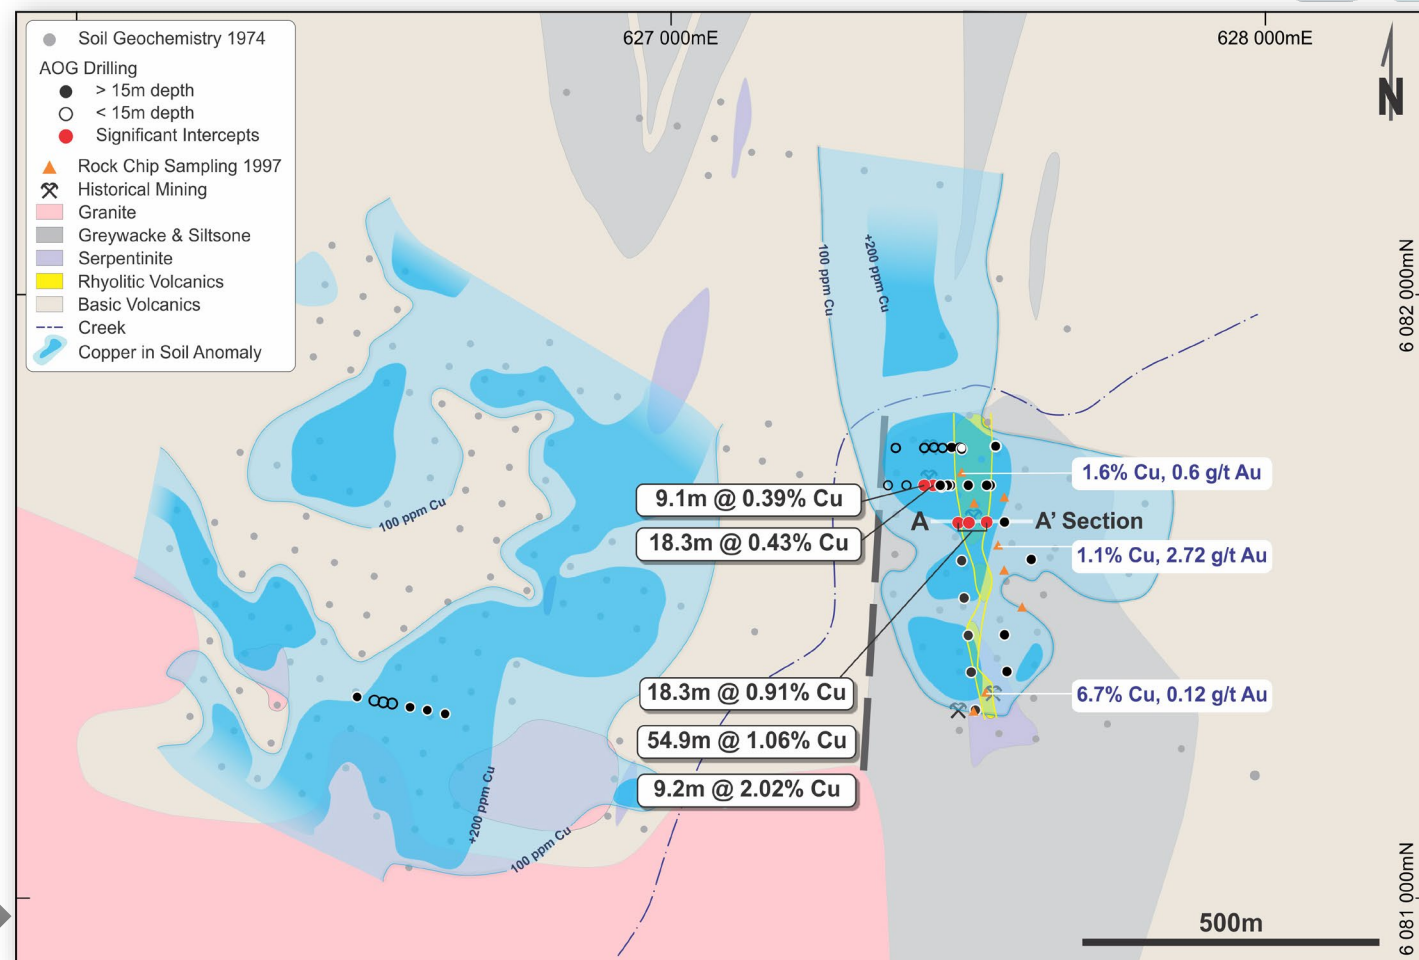 Soil Geochemistry 1974
AOG Drilling
> 15m depth
< 15m depth
Significant Intercepts
Rock Chip Sampling 1997
Historical Mining
Granite
Greywacke & Siltsone
Serpentinite
Rhyolitic Volcanics
Basic Volcanics
Creek
Copper in Soil Anomaly
627 000mE
628 000mE
N
6 082 000mN
100 ppm Cu
+200 ppm Cu
1.6% Cu, 0.6 g/t Au
9.1m @ 0.39% Cu
100 ppm Cu
A
A' Section
18.3m @ 0.43% Cu
1.1% Cu, 2.72 g/t Au
18.3m @ 0.91% Cu
6.7% Cu, 0.12 g/t Au
54.9m @ 1.06% Cu
9.2m @ 2.02% Cu
+200 ppm Cu
100 ppm Cu
6 081 000mN
500m